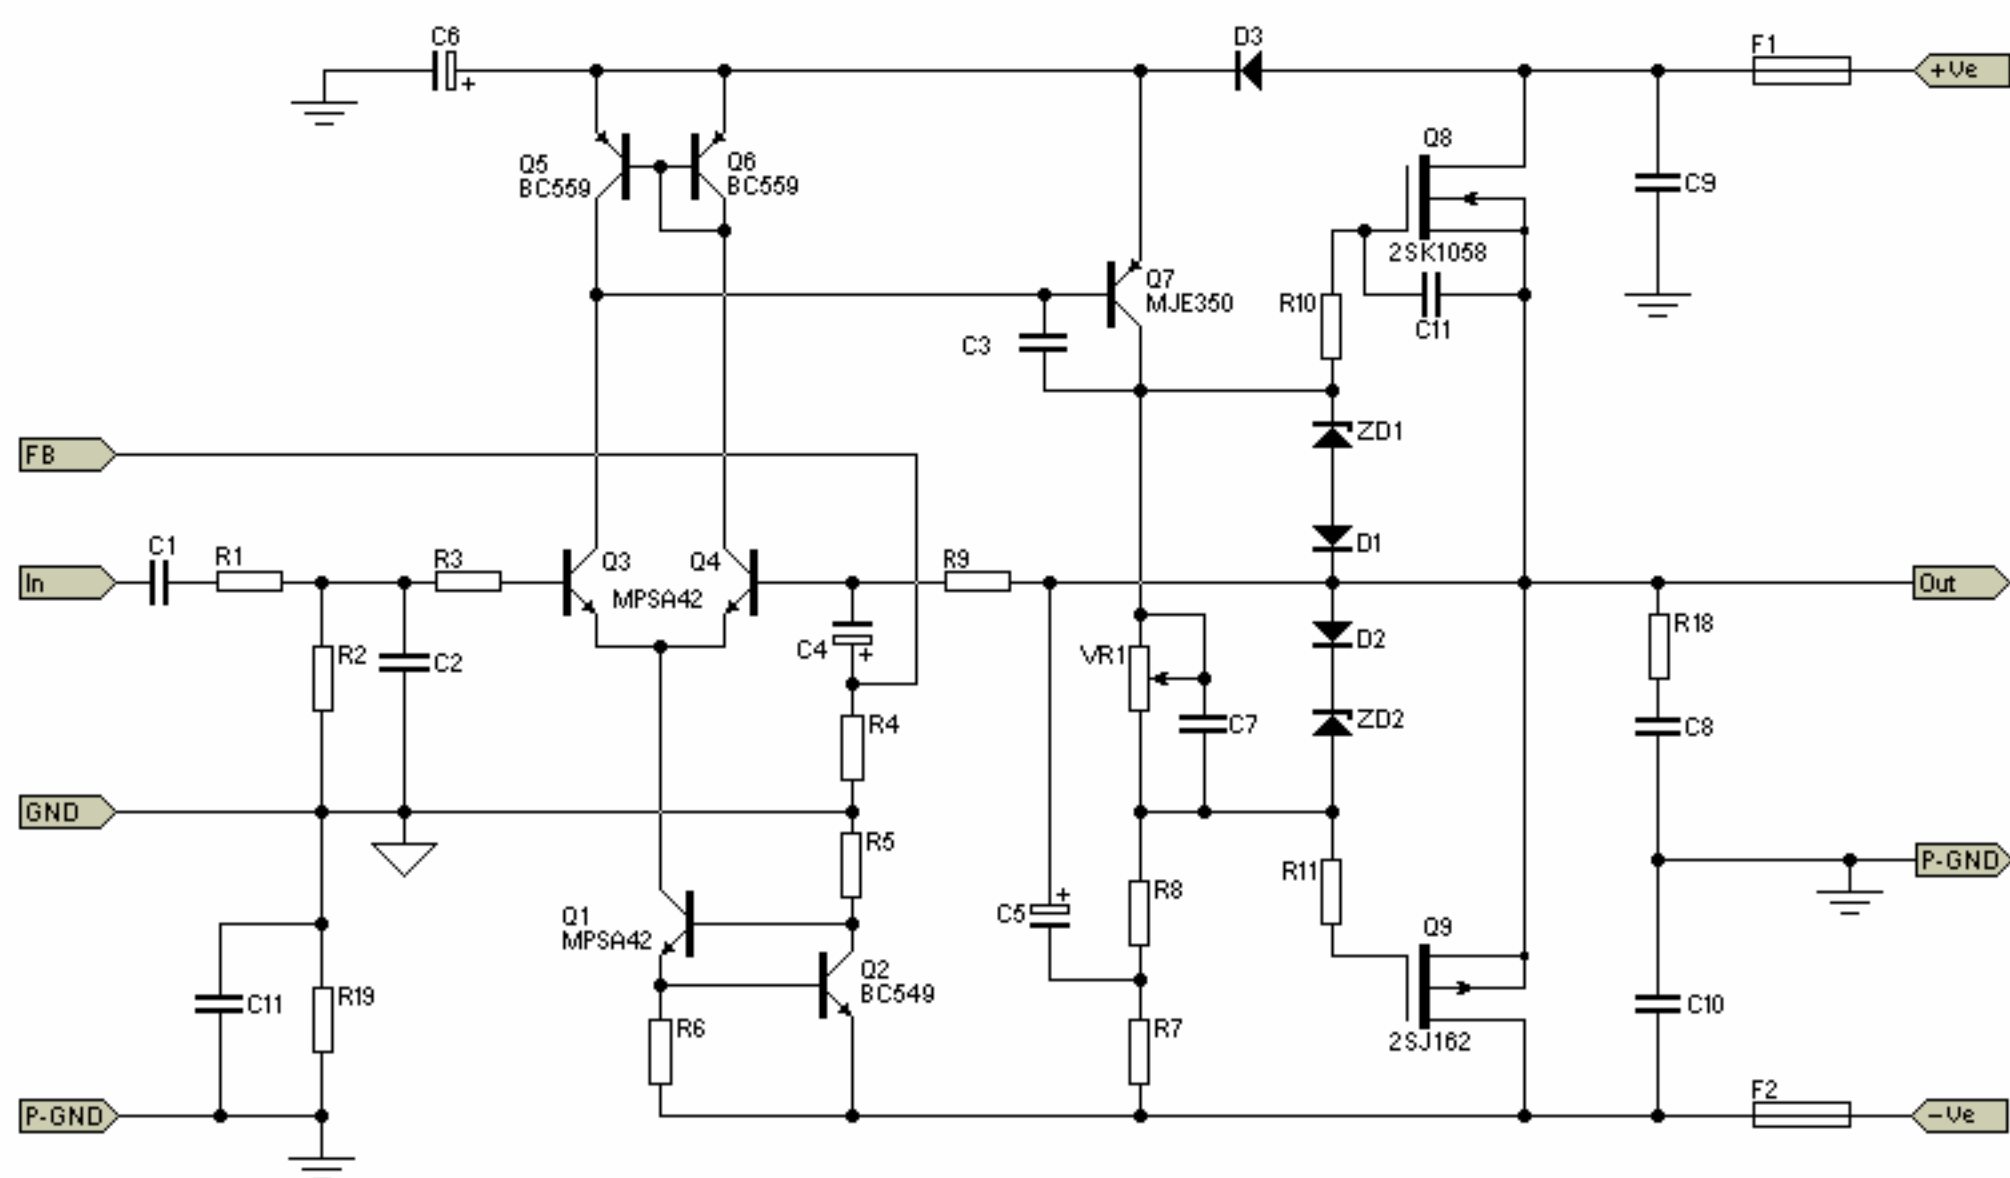 C6
D3
F1
+Ve
+
Q5
BC559
Q6
BC559
Q8
C9
2SK1058
Q7
MJE350
R10
C11
C3
FB
ZD1
D1
In
C1
R1
R3
Q3
Q4
MPSA42
R9
Out
R2
C2
C4
+
VR1
D2
R18
R4
C7
ZD2
C8
GND
R5
R11
P-GND
Q1
MPSA42
C5
+
R8
Q9
Q2
BC549
C11
R19
R6
R7
2SJ162
C10
P-GND
F2
-Ve